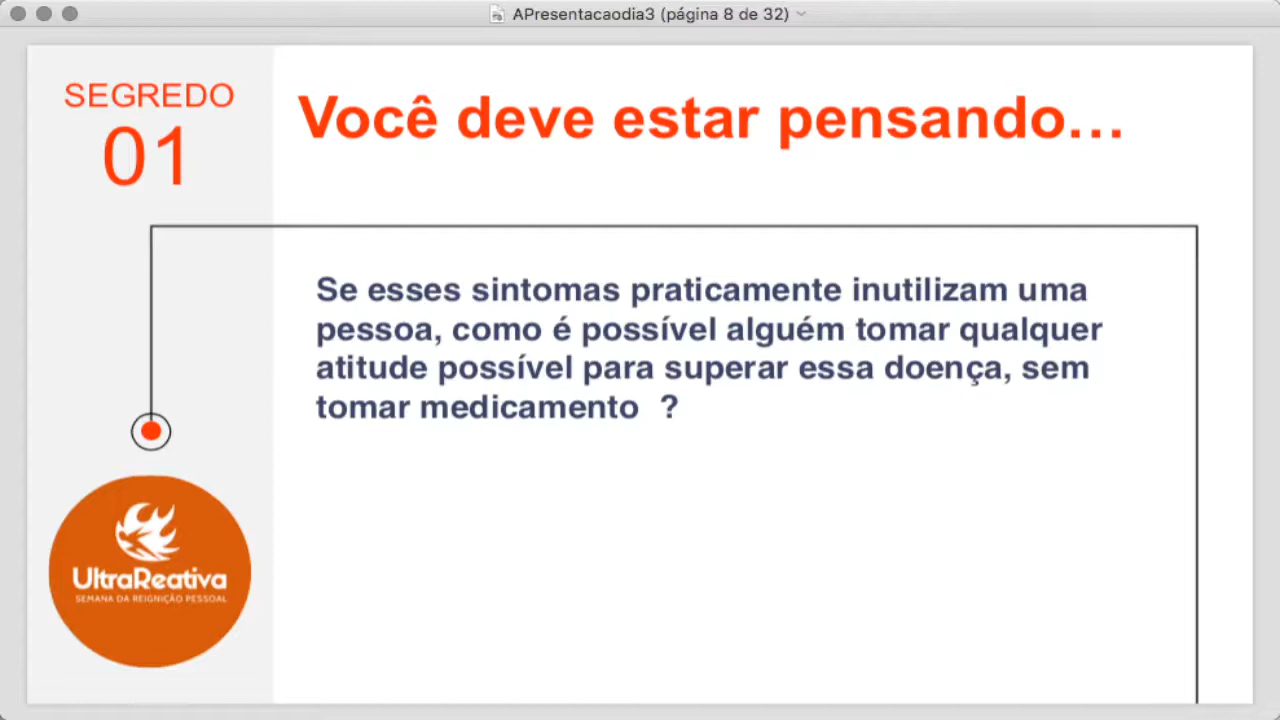 APresentacaodia3 (página 8 de 32)
SEGREDO
01
Você deve estar pensando…
Se esses sintomas praticamente inutilizam uma
pessoa, como é possível alguém tomar qualquer
atitude possível para superar essa doença, sem
tomar medicamento ?
UltraReativa
SEMANA DA REIGNIÇÃO PESSOAL